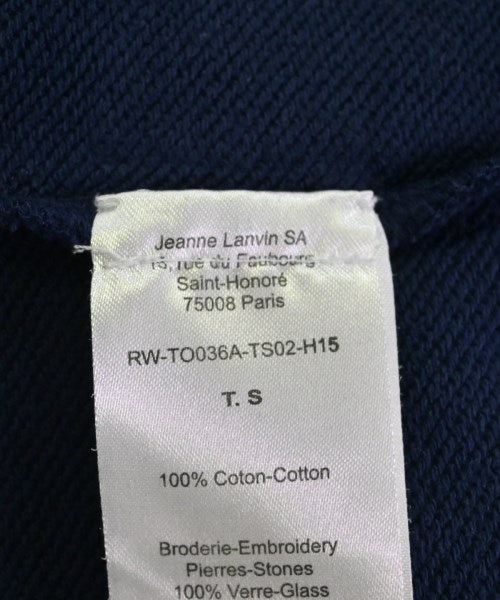 Jeanne Lanvin SA
15, rue du Faubourg
Saint-Honoré
75008 Paris
RW-TO036A-TS02-H15
T. S
100% Coton-Cotton
Broderie-Embroidery
Pierres-Stones
100% Verre-Glass